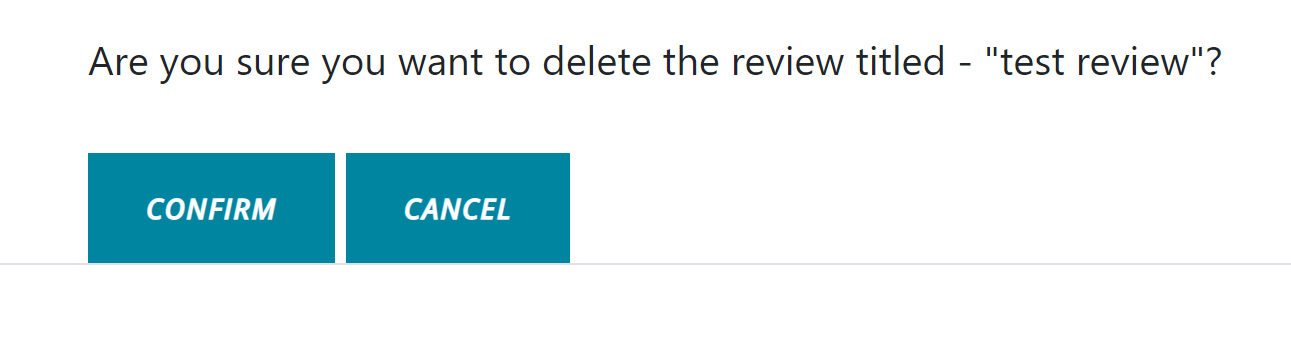 Are you sure you want to delete the review titled - "test review"?
CONFIRM CANCEL